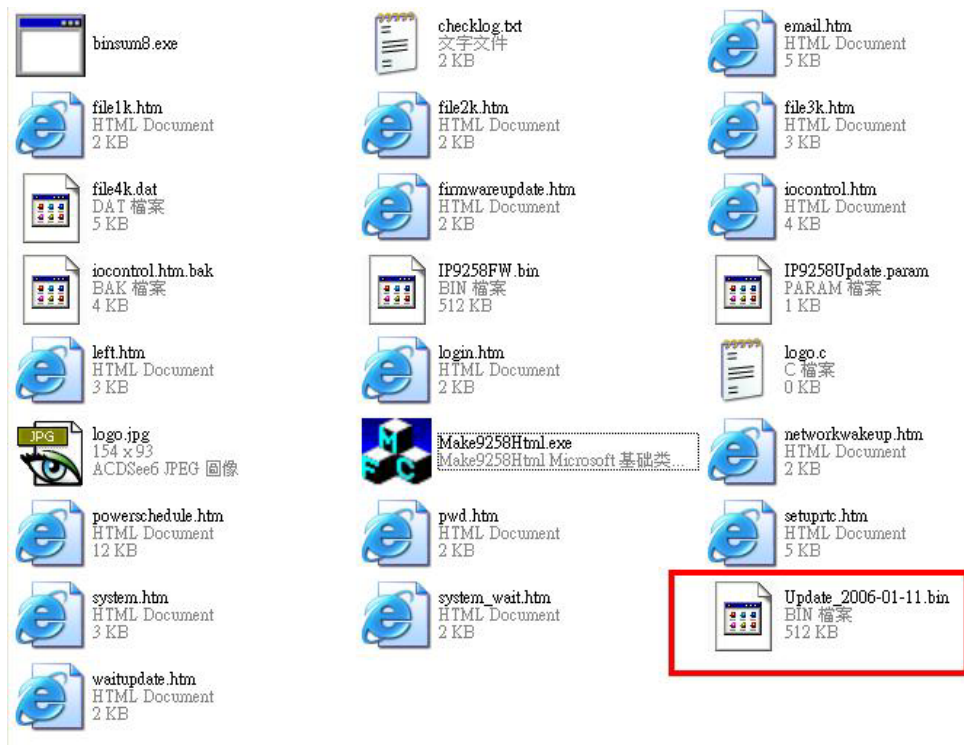 binsum8.exe
checklog.txt
文字文件
2 KB
email.htm
HTML Document
5 KB
file1k.htm
HTML Document
2 KB
file2k.htm
HTML Document
2 KB
file3k.htm
HTML Document
3 KB
file4k.dat
DAT 檔案
5 KB
firmwareupdate.htm
HTML Document
2 KB
iocontrol.htm
HTML Document
4 KB
iocontrol.htm.bak
BAK 檔案
4 KB
IP9258FW.bin
BIN 檔案
512 KB
IP9258Update.param
PARAM 檔案
1 KB
left.htm
HTML Document
3 KB
login.htm
HTML Document
2 KB
logo.c
C 檔案
0 KB
JPG
logo.jpg
154 x 93
ACDSee6 JPEG 圖像
M
F C
Make9258Html.exe
Make9258Html Microsoft 基础类...
networkwakeup.htm
HTML Document
2 KB
powerschedule.htm
HTML Document
12 KB
pwd.htm
HTML Document
2 KB
setuprtc.htm
HTML Document
5 KB
system.htm
HTML Document
3 KB
system_wait.htm
HTML Document
2 KB
Update_2006-01-11.bin
BIN 檔案
512 KB
waitupdate.htm
HTML Document
2 KB